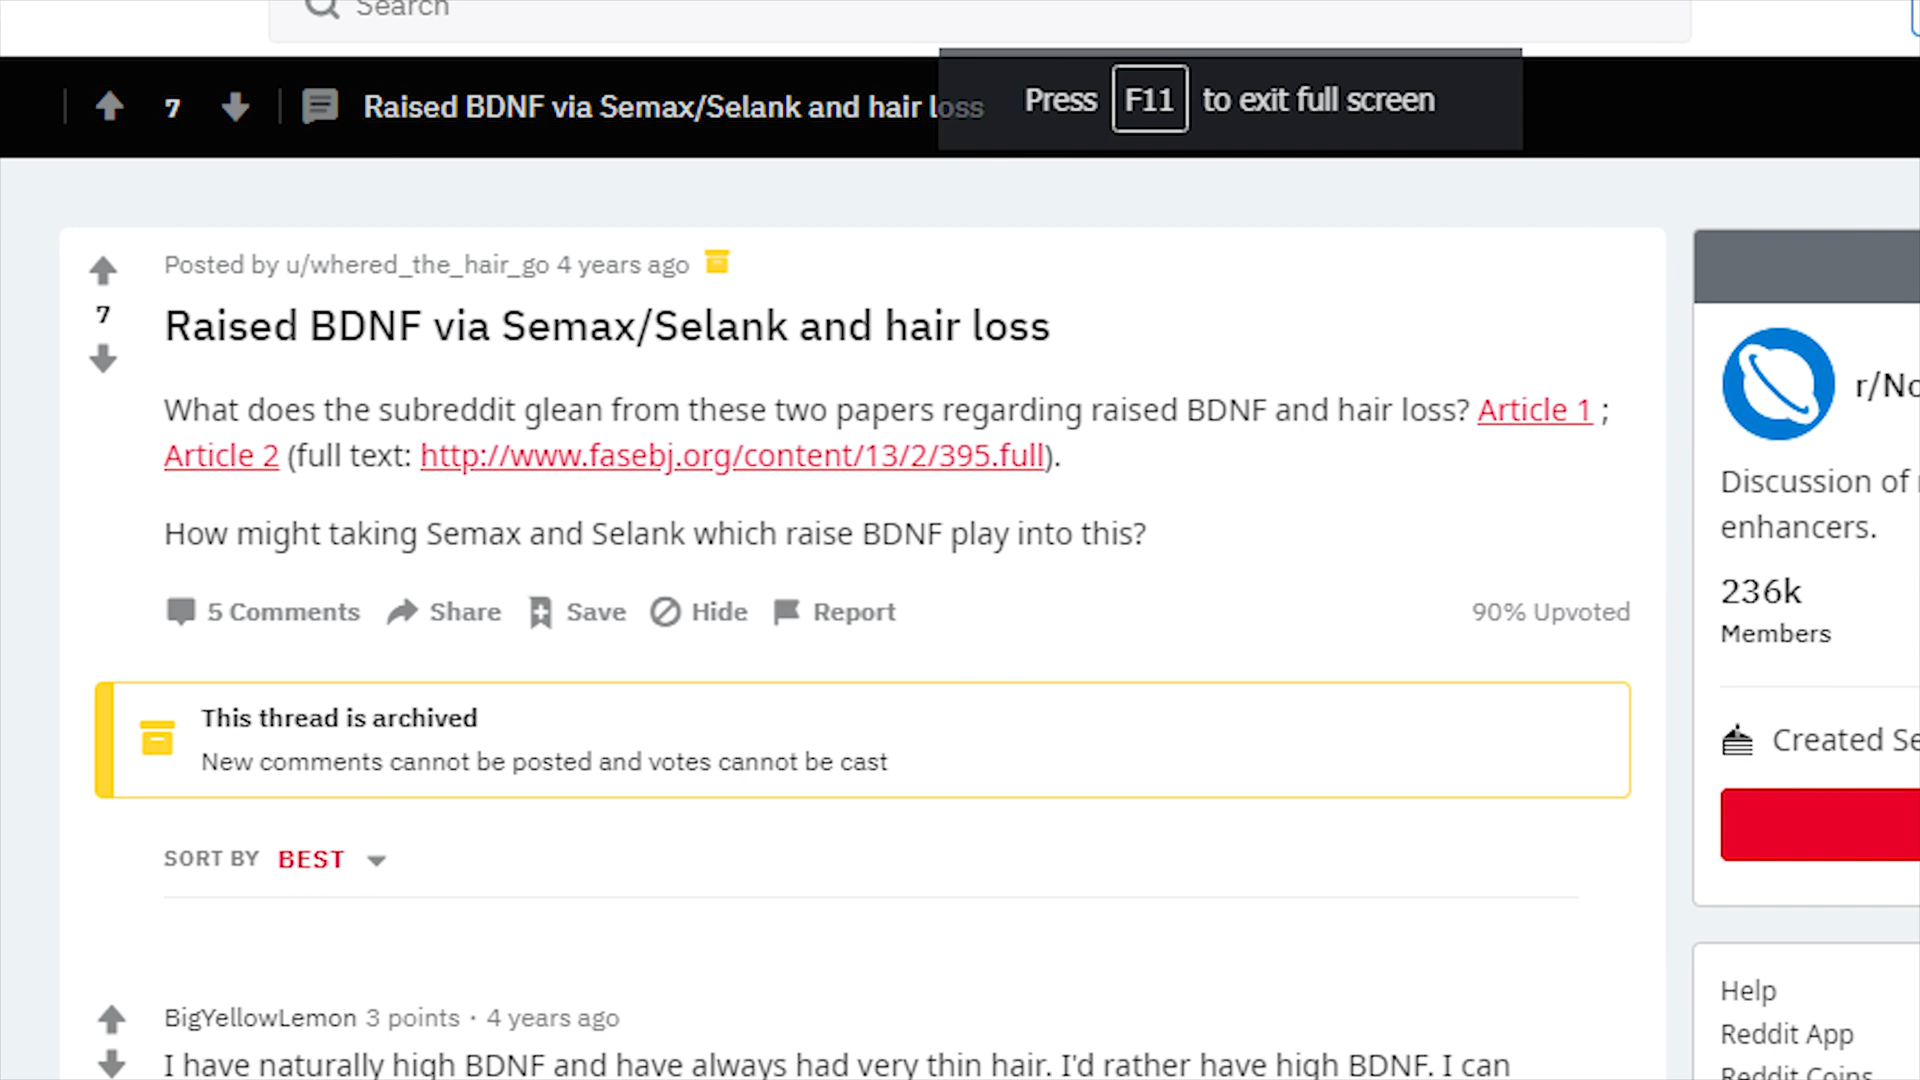 Search
7
Raised BDNF via Semax/Selank and hair loss
Press F11 to exit full screen
Posted by u/whered_the_hair_go 4 years ago
7
Raised BDNF via Semax/Selank and hair loss
What does the subreddit glean from these two papers regarding raised BDNF and hair loss? Article 1 ;
Article 2 (full text: http://www.fasebj.org/content/13/2/395.full).
How might taking Semax and Selank which raise BDNF play into this?
5 Comments Share Save Hide Report
90% Upvoted
This thread is archived
New comments cannot be posted and votes cannot be cast
SORT BY BEST
BigYellowLemon 3 points · 4 years ago
I have naturally high BDNF and have always had very thin hair. I'd rather have high BDNF. I can
r/No
Discussion of
enhancers.
236k
Members
Created Se
Help
Reddit App
Reddit Coins